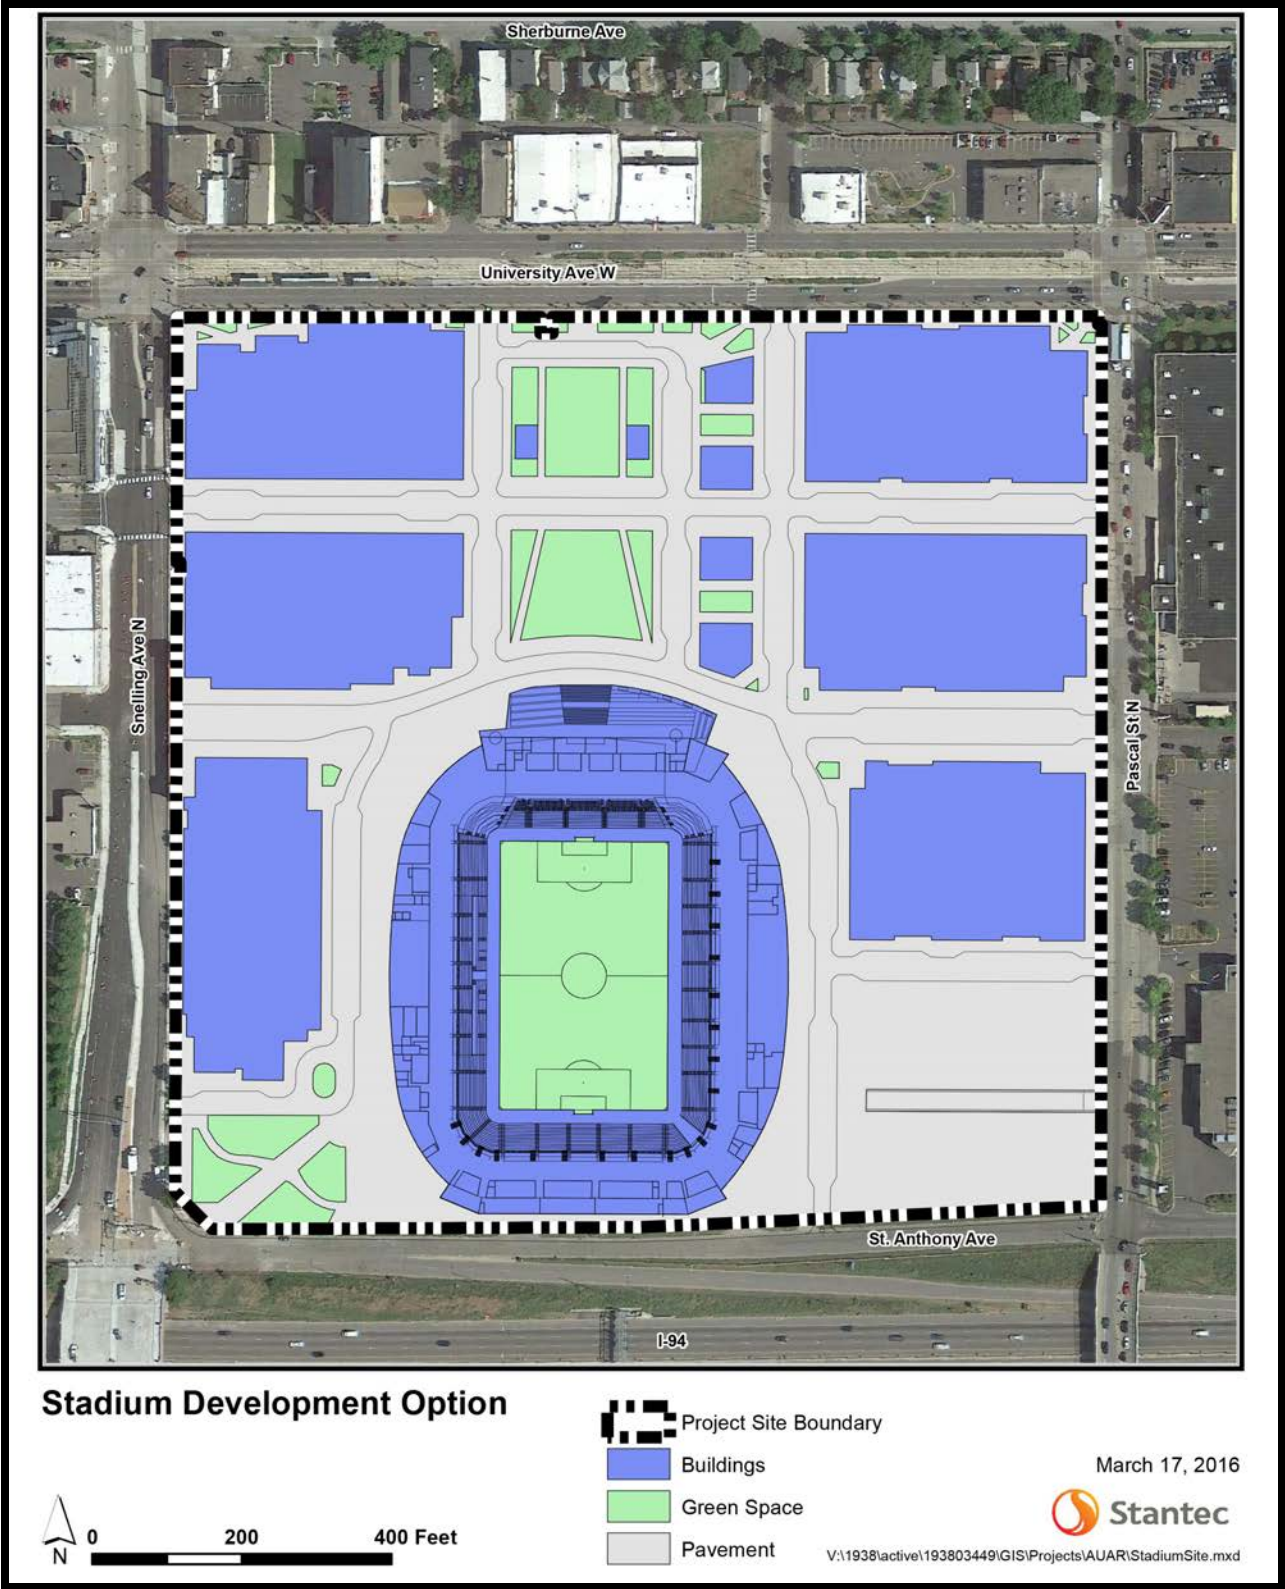 Sherburne Ave
University Ave W
Snelling Ave N
Pascal St N
St. Anthony Ave
I-94
Stadium Development Option
Project Site Boundary
Buildings
Green Space
Pavement
0 200 400 Feet
N
March 17, 2016
Stantec
V:\1938\active\193803449\GIS\Projects\AUAR\StadiumSite.mxd